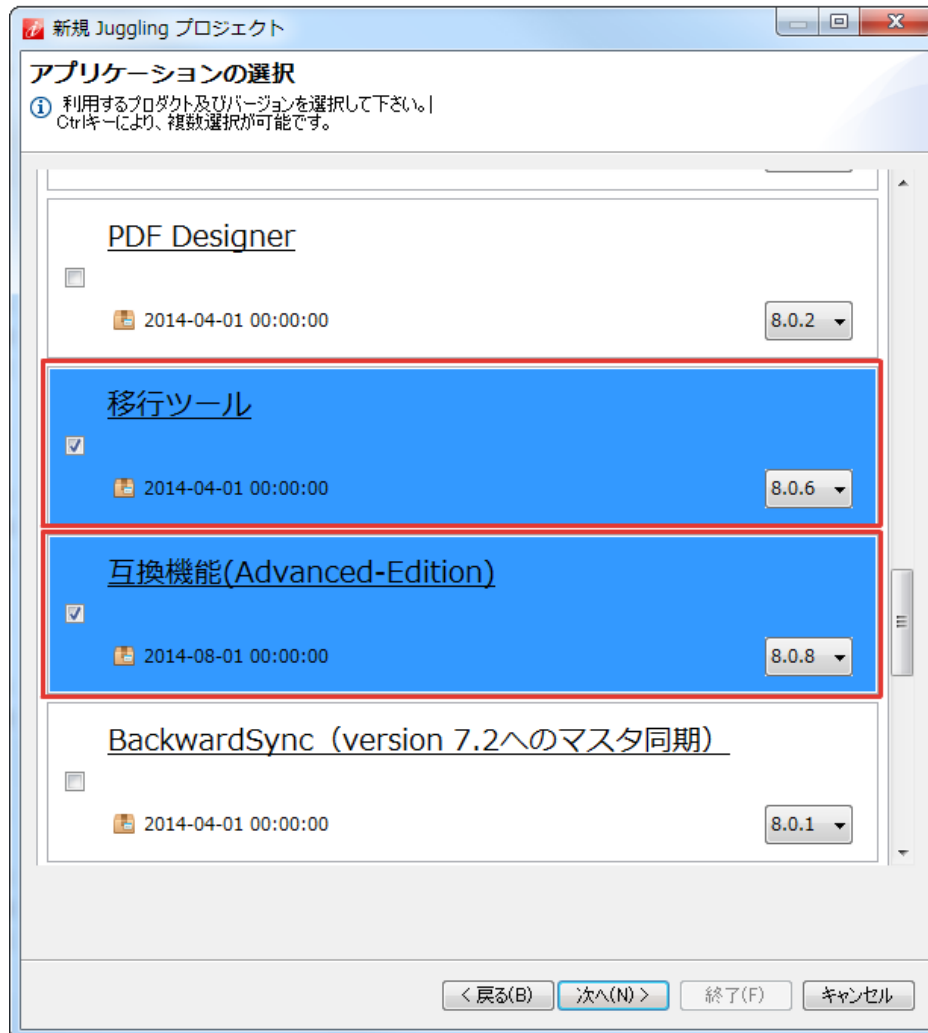 新規 Juggling プロジェクト
アプリケーションの選択
利用するプロダクト及びバージョンを選択して下さい。|
Ctrlキーにより、複数選択が可能です。
PDF Designer
2014-04-01 00:00:00
8.0.2
移行ツール
2014-04-01 00:00:00
8.0.6
互換機能(Advanced-Edition)
2014-08-01 00:00:00
8.0.8
BackwardSync（version 7.2へのマスタ同期）
2014-04-01 00:00:00
8.0.1
< 戻る(B) 次へ(N) > 終了(F) キャンセル